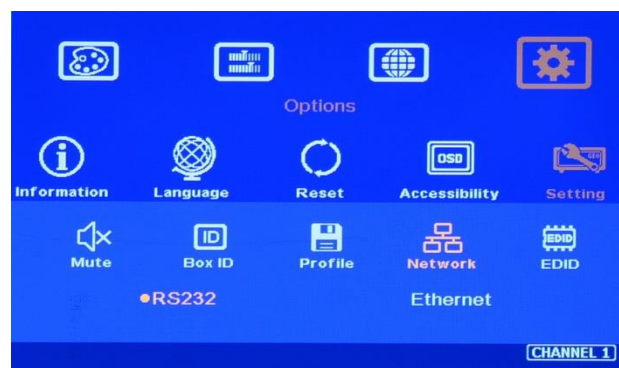 Options
Information Language Reset OSD Accessibility Setting
ID EDID
Mute Box ID Profile Network EDID
RS232 Ethernet
CHANNEL 1